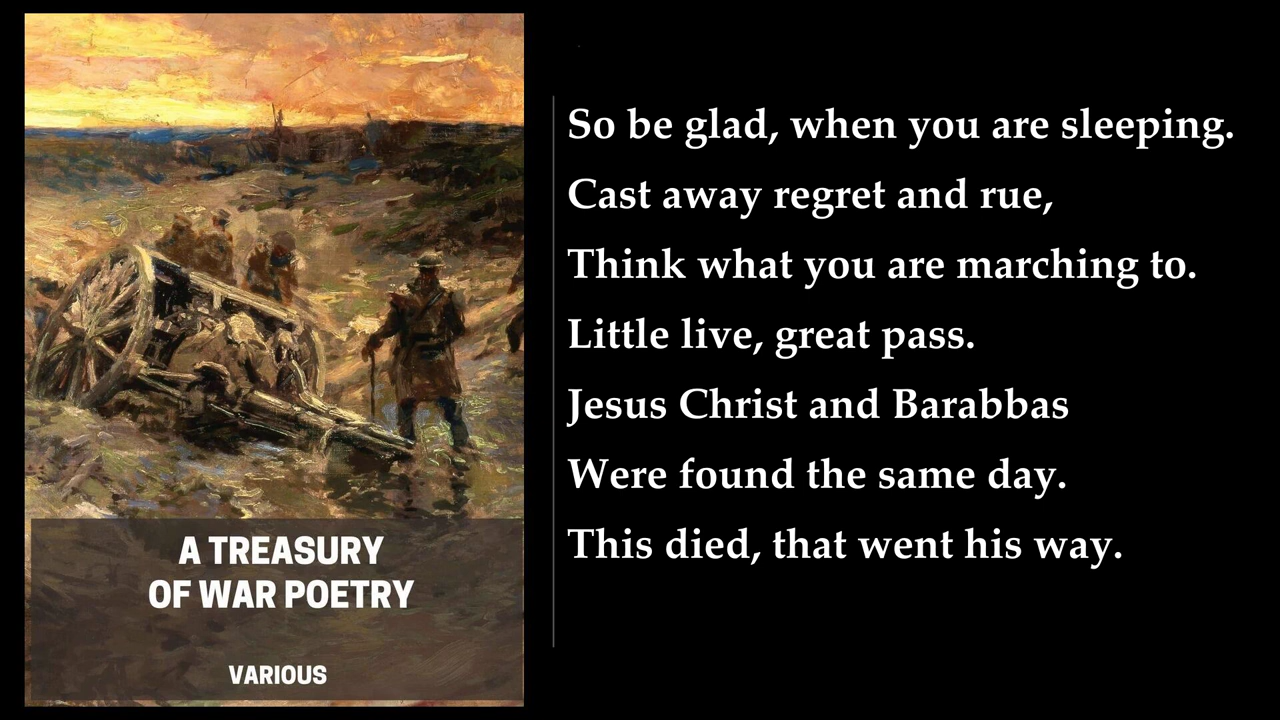 So be glad, when you are sleeping.
Cast away regret and rue,
Think what you are marching to.
Little live, great pass.
Jesus Christ and Barabbas
Were found the same day.
This died, that went his way.
A TREASURY
OF WAR POETRY
VARIOUS